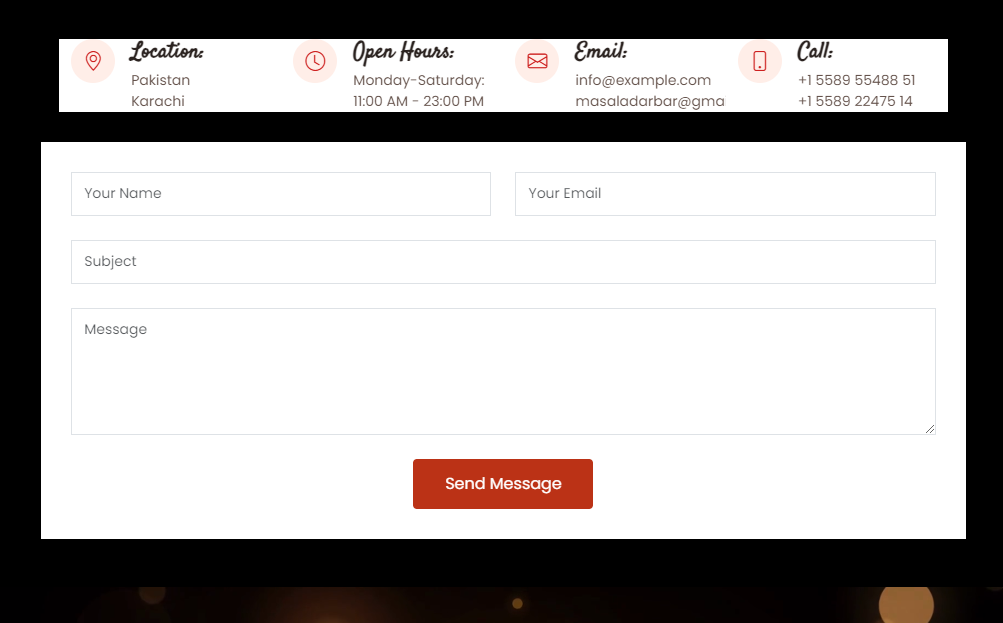 Location:
Pakistan
Karachi
Open Hours:
Monday-Saturday:
11:00 AM - 23:00 PM
Email:
info@example.com
masaladarbar@gma
Call:
+1 5589 55488 51
+1 5589 22475 14
Your Name
Your Email
Subject
Message
Send Message